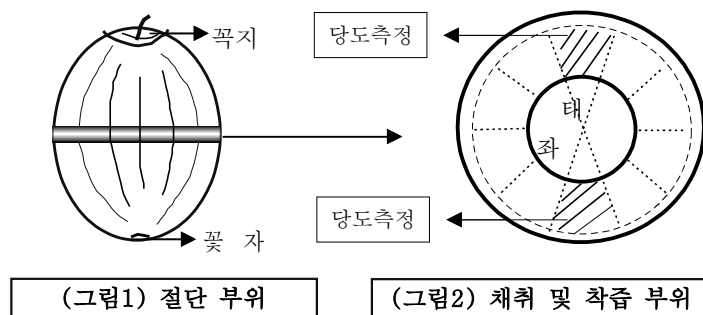 꼭지
꽃 자
당도측정
태
좌
당도측정
(그림1) 절단 부위
(그림2) 채취 및 착즙 부위